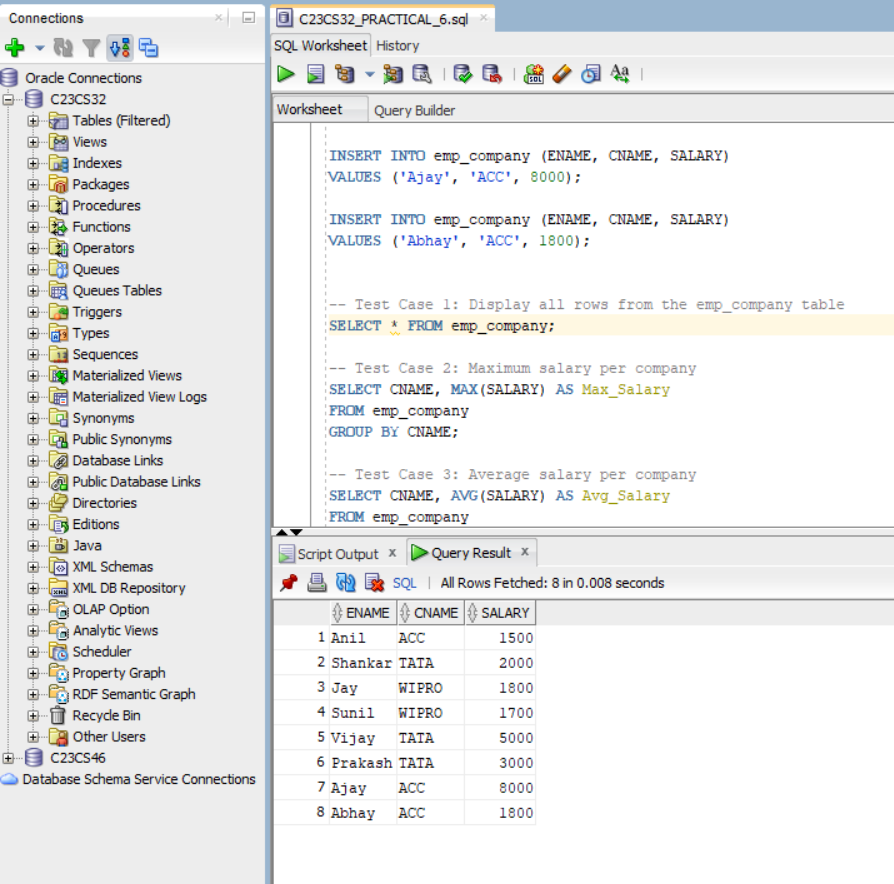 Connections
Oracle Connections
C23CS32
Tables (Filtered)
Views
Indexes
Packages
Procedures
Functions
Operators
Queues
Queues Tables
Triggers
Types
Sequences
Materialized Views
Materialized View Logs
Synonyms
Public Synonyms
Database Links
Public Database Links
Directories
Editions
Java
XML Schemas
XML DB Repository
OLAP Option
Analytic Views
Scheduler
Property Graph
RDF Semantic Graph
Recycle Bin
Other Users
C23CS46
Database Schema Service Connections
C23CS32_PRACTICAL_6.sql
SQL Worksheet History
Worksheet Query Builder
INSERT INTO emp_company (ENAME, CNAME, SALARY)
VALUES ('Ajay', 'ACC', 8000);
INSERT INTO emp_company (ENAME, CNAME, SALARY)
VALUES ('Abhay', 'ACC', 1800);
-- Test Case 1: Display all rows from the emp_company table
SELECT * FROM emp_company;
-- Test Case 2: Maximum salary per company
SELECT CNAME, MAX(SALARY) AS Max_Salary
FROM emp_company
GROUP BY CNAME;
-- Test Case 3: Average salary per company
SELECT CNAME, AVG(SALARY) AS Avg_Salary
FROM emp_company
Script Output x Query Result x
SQL | All Rows Fetched: 8 in 0.008 seconds
ENAME CNAME SALARY
1 Anil ACC 1500
2 Shankar TATA 2000
3 Jay WIPRO 1800
4 Sunil WIPRO 1700
5 Vijay TATA 5000
6 Prakash TATA 3000
7 Ajay ACC 8000
8 Abhay ACC 1800